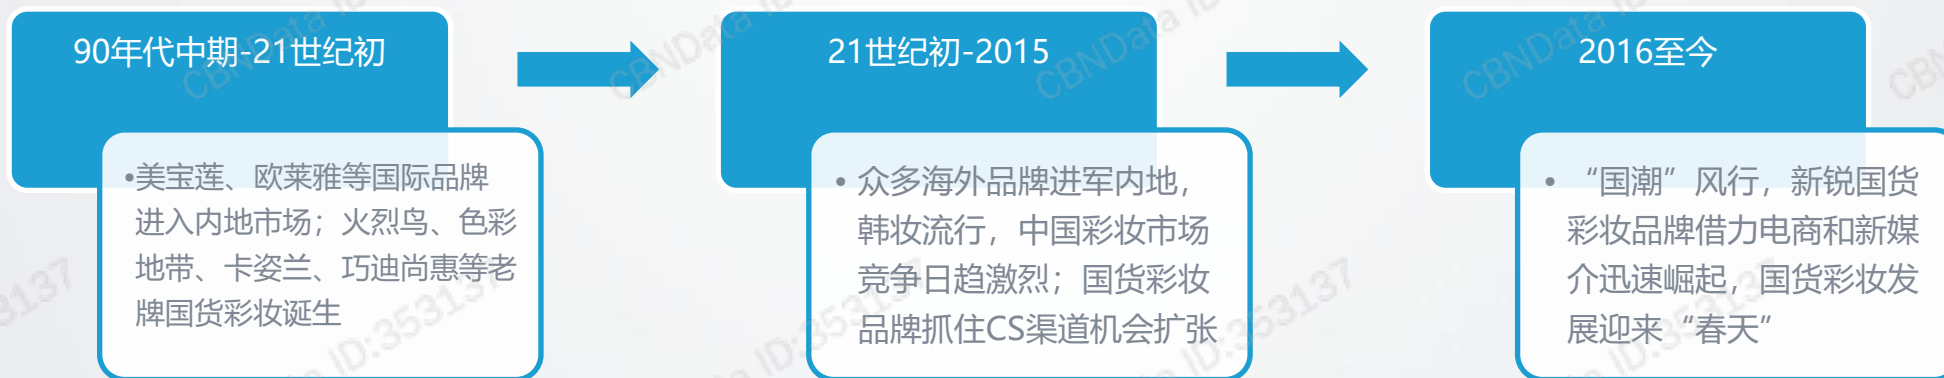 90年代中期-21世纪初
•美宝莲、欧莱雅等国际品牌
进入内地市场；火烈鸟、色彩
地带、卡姿兰、巧迪尚惠等老
牌国货彩妆诞生
21世纪初-2015
• 众多海外品牌进军内地，
韩妆流行，中国彩妆市场
竞争日趋激烈；国货彩妆
品牌抓住CS渠道机会扩张
2016至今
• “国潮”风行，新锐国货
彩妆品牌借力电商和新媒
介迅速崛起，国货彩妆发
展迎来“春天”
CBNData ID:353137